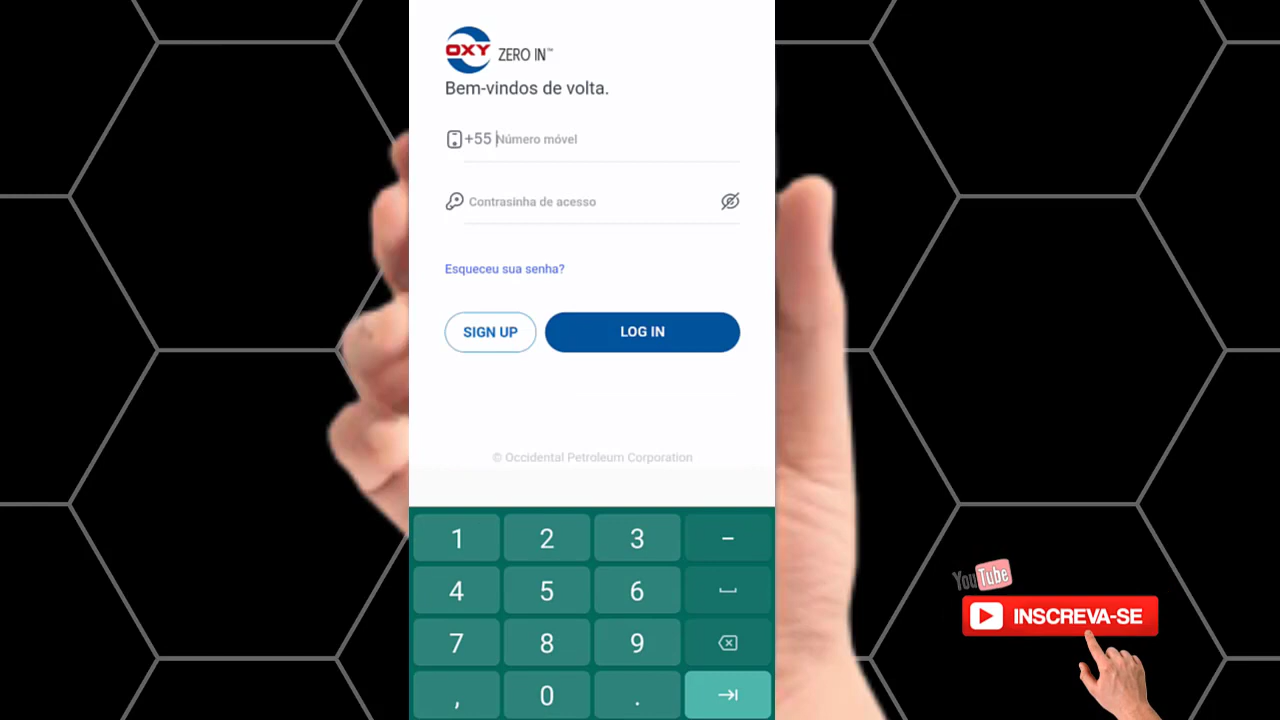 OXY ZERO IN™
Bem-vindos de volta.
+55 Número móvel
Contrasinha de acesso
Esqueceu sua senha?
SIGN UP LOG IN
© Occidental Petroleum Corporation
1 2 3 -
4 5 6
7 8 9
, 0 .
YouTube
INSCREVA-SE